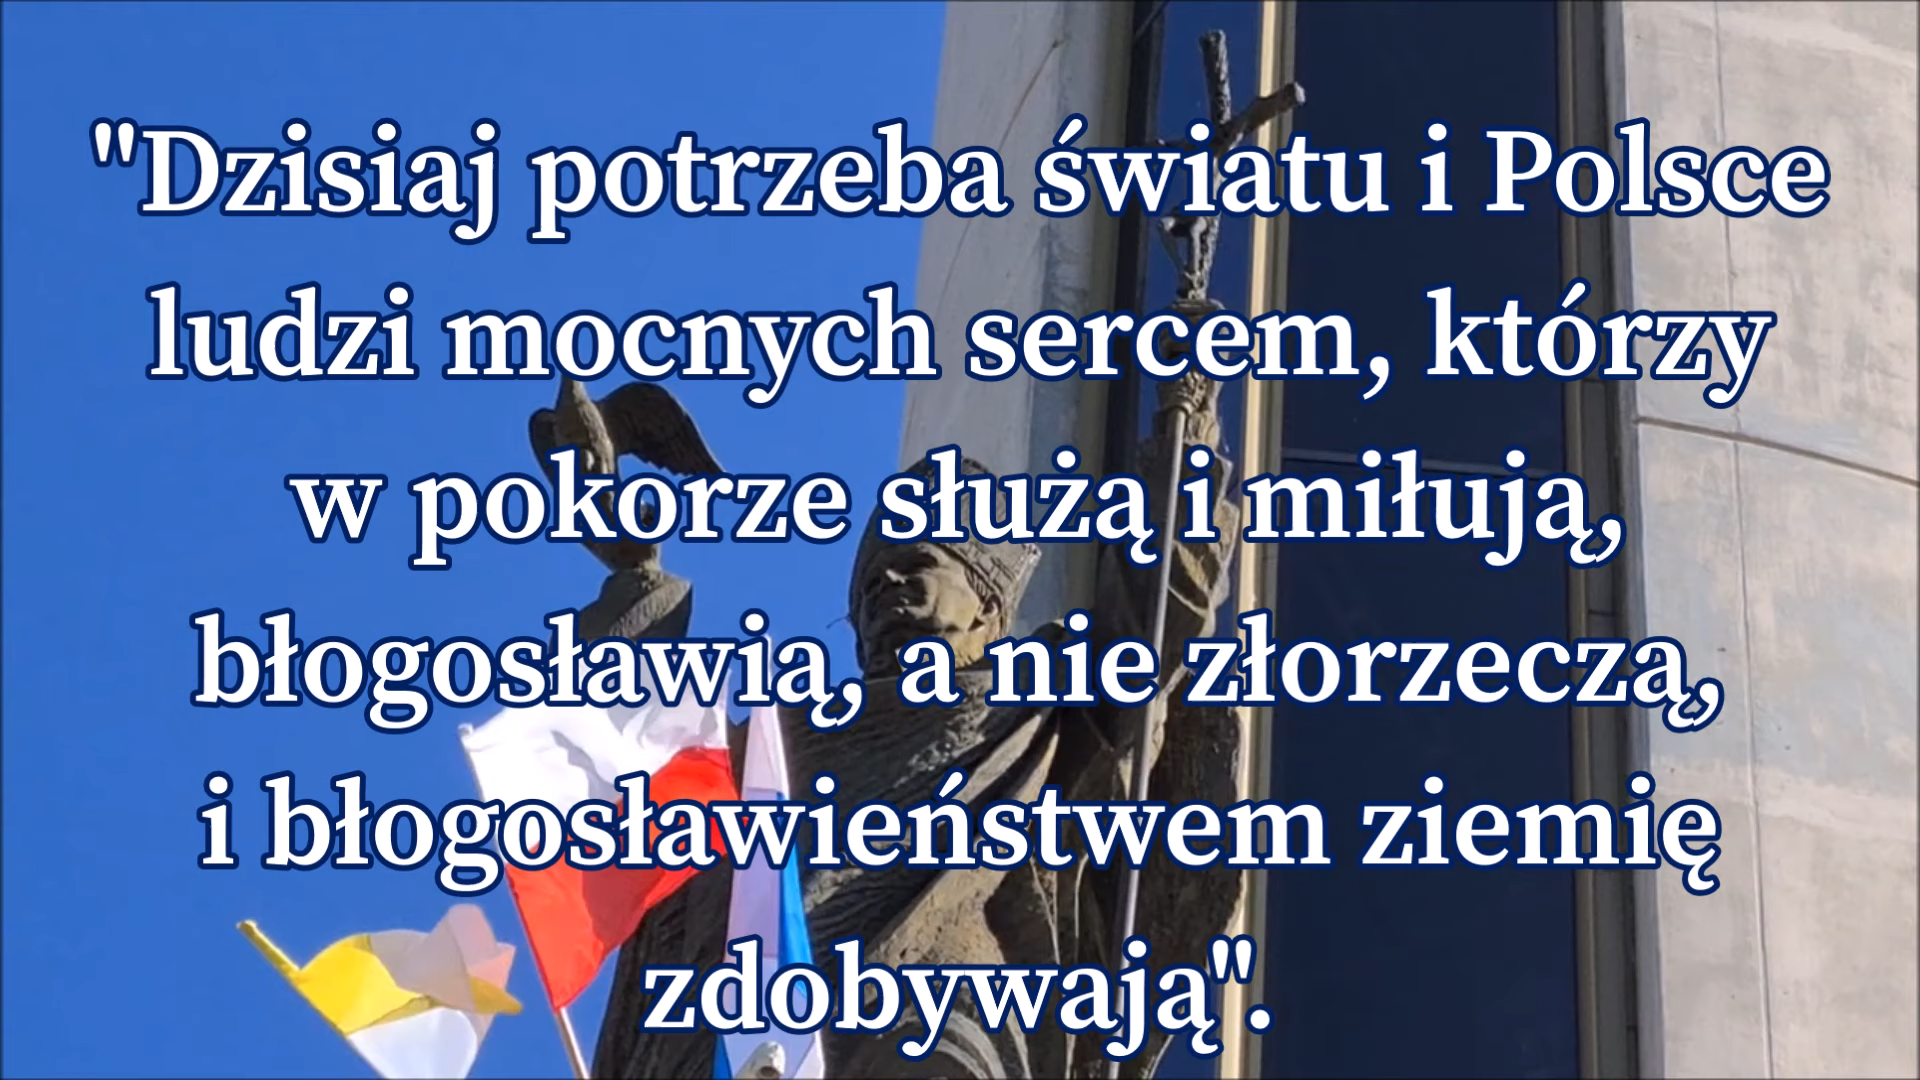 "Dzisiaj potrzeba światu i Polsce
ludzi mocnych sercem, którzy
w pokorze służą i miłują,
błogosławią, a nie złorzeczą,
i błogosławieństwem ziemię
zdobywają".